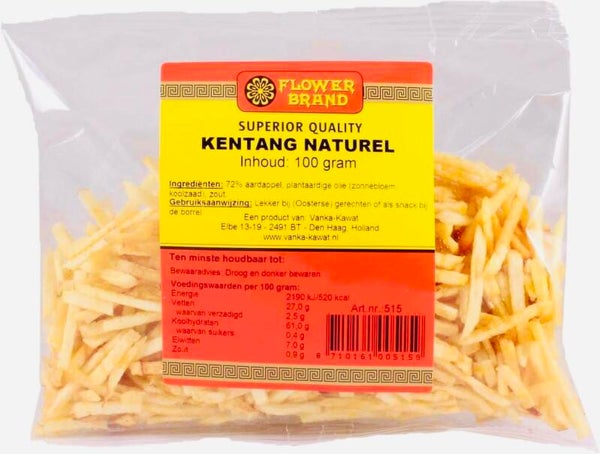 FLOWER
BRAND
SUPERIOR QUALITY
KENTANG NATUREL
Inhoud: 100 gram
Ingrediënten: 72% aardappel, plantaardige olie (zonnebloem,
koolzaad), zout.
Gebruiksaanwijzing: Lekker bij (Oosterse) gerechten of als snack bij
de borrel.
Een product van: Vanka-Kawat
Elbe 13-19 - 2491 BT - Den Haag, Holland
www.vanka-kawat.nl
Ten minste houdbaar tot:
Bewaaradvies: Droog en donker bewaren
Voedingswaarden per 100 gram:
Energie 2190 kJ/520 kcal
Vetten 27,0 g
waarvan verzadigd 2,5 g
Koolhydraten 61,0 g
waarvan suikers 0,4 g
Eiwitten 7,0 g
Zout 0,9 g
Art.nr. 515
8 710161 005155